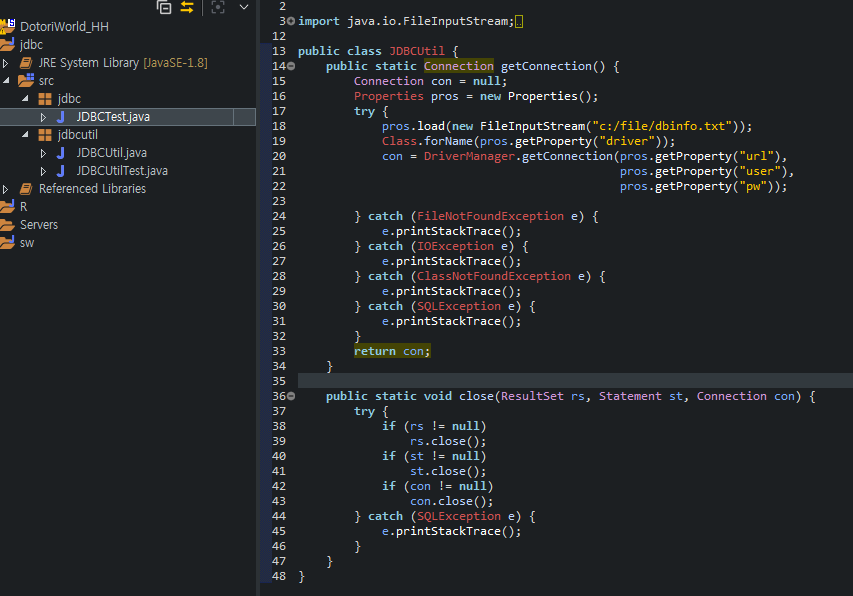 DotoriWorld_HH
jdbc
JRE System Library [JavaSE-1.8]
src
jdbc
JDBCTest.java
jdbcutil
JDBCUtil.java
JDBCUtilTest.java
Referenced Libraries
R
Servers
sw
2
3 import java.io.FileInputStream;
12
13 public class JDBCUtil {
14 public static Connection getConnection() {
15 Connection con = null;
16 Properties pros = new Properties();
17 try {
18 pros.load(new FileInputStream("c:/file/dbinfo.txt"));
19 Class.forName(pros.getProperty("driver"));
20 con = DriverManager.getConnection(pros.getProperty("url"),
21 pros.getProperty("user"),
22 pros.getProperty("pw"));
23
24 } catch (FileNotFoundException e) {
25 e.printStackTrace();
26 } catch (IOException e) {
27 e.printStackTrace();
28 } catch (ClassNotFoundException e) {
29 e.printStackTrace();
30 } catch (SQLException e) {
31 e.printStackTrace();
32 }
33 return con;
34 }
35
36 public static void close(ResultSet rs, Statement st, Connection con) {
37 try {
38 if (rs != null)
39 rs.close();
40 if (st != null)
41 st.close();
42 if (con != null)
43 con.close();
44 } catch (SQLException e) {
45 e.printStackTrace();
46 }
47 }
48 }